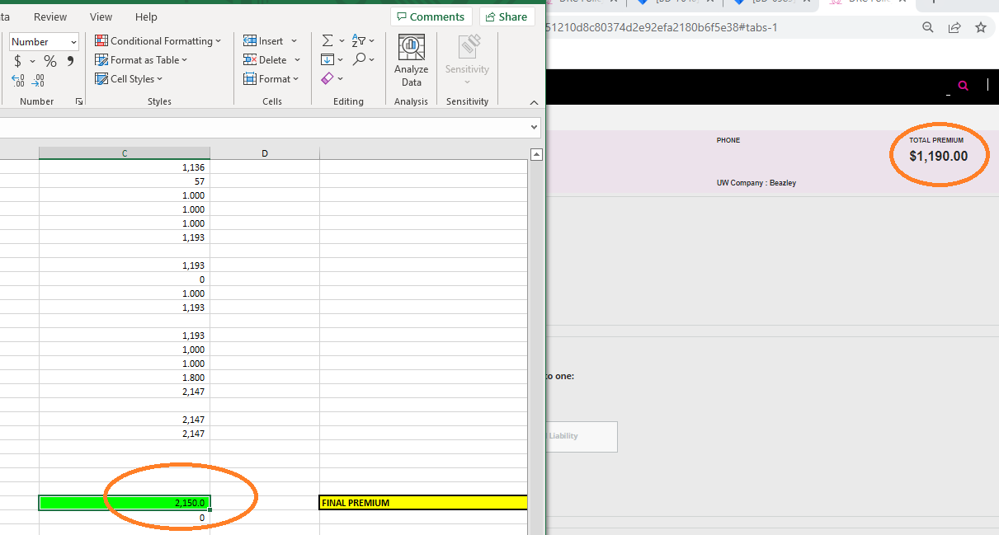 ta Review View Help Comments Share
Number Conditional Formatting Insert
$ % Format as Table Delete
Cell Styles Format
Analyze Data Sensitivity
Number Styles Cells Editing Analysis Sensitivity
51210d8c80374d2e92efa2180b6f5e38#tabs-1
C D
1,136
57
1.000
1.000
1.000
1,193
1,193
0
1.000
1,193
1,193
1,000
1.000
1.800
2,147
2,147
2,147
2,150.0 FINAL PREMIUM
0
PHONE
TOTAL PREMIUM
$1,190.00
UW Company : Beazley
to one:
Liability